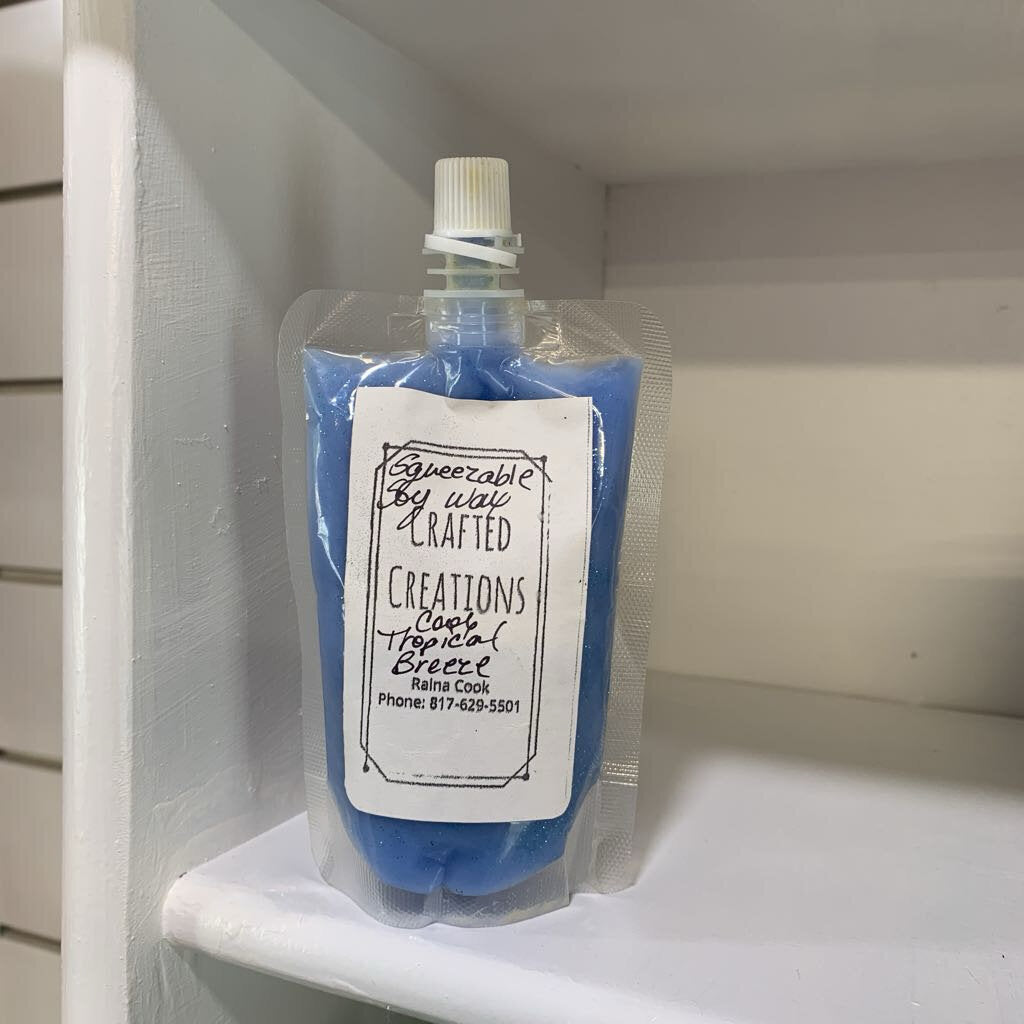 Squeezable
Soy wax
CRAFTED
CREATIONS
Cool
Tropical
Breeze
Raina Cook
Phone: 817-629-5501